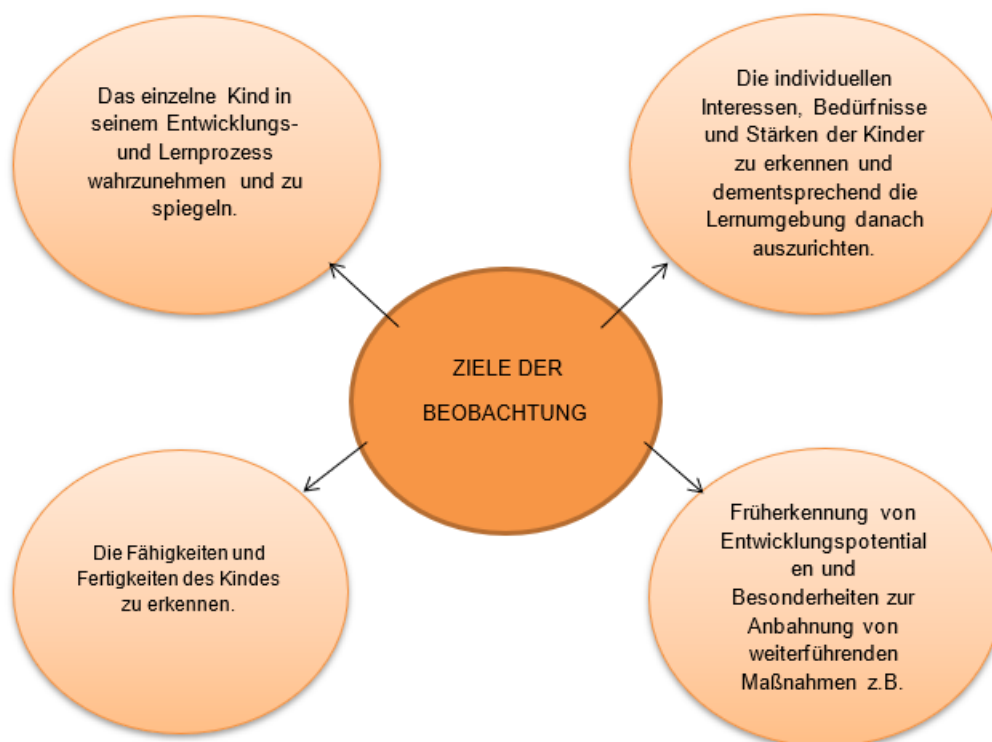 Das einzelne Kind in
seinem Entwicklungs-
und Lernprozess
wahrzunehmen und zu
spiegeln.
Die individuellen
Interessen, Bedürfnisse
und Stärken der Kinder
zu erkennen und
dementsprechend die
Lernumgebung danach
auszurichten.
ZIELE DER
BEOBACHTUNG
Die Fähigkeiten und
Fertigkeiten des Kindes
zu erkennen.
Früherkennung von
Entwicklungspotential
en und
Besonderheiten zur
Anbahnung von
weiterführenden
Maßnahmen z.B.